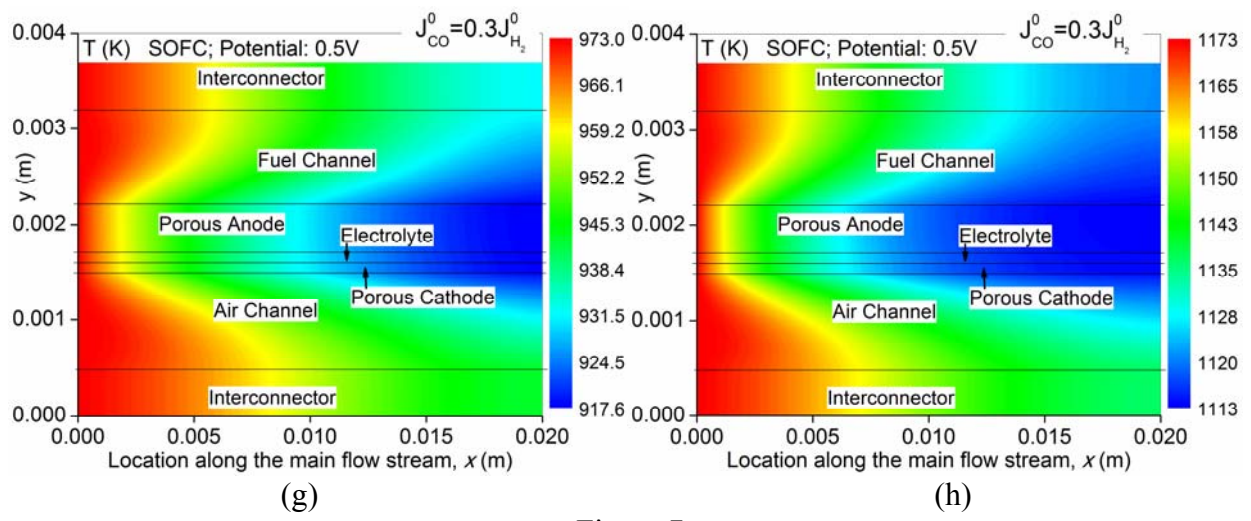 J⁰CO=0.3J⁰H₂
T (K) SOFC; Potential: 0.5V
Interconnector
Fuel Channel
Porous Anode
Electrolyte
Porous Cathode
Air Channel
Interconnector
0.004
0.003
0.002
0.001
0.000
y (m)
0.000 0.005 0.010 0.015 0.020
Location along the main flow stream, x (m)
973.0
966.1
959.2
952.2
945.3
938.4
931.5
924.5
917.6
(g)
J⁰CO=0.3J⁰H₂
T (K) SOFC; Potential: 0.5V
Interconnector
Fuel Channel
Porous Anode
Electrolyte
Porous Cathode
Air Channel
Interconnector
0.004
0.003
0.002
0.001
0.000
y (m)
0.000 0.005 0.010 0.015 0.020
Location along the main flow stream, x (m)
1173
1165
1158
1150
1143
1135
1128
1120
1113
(h)